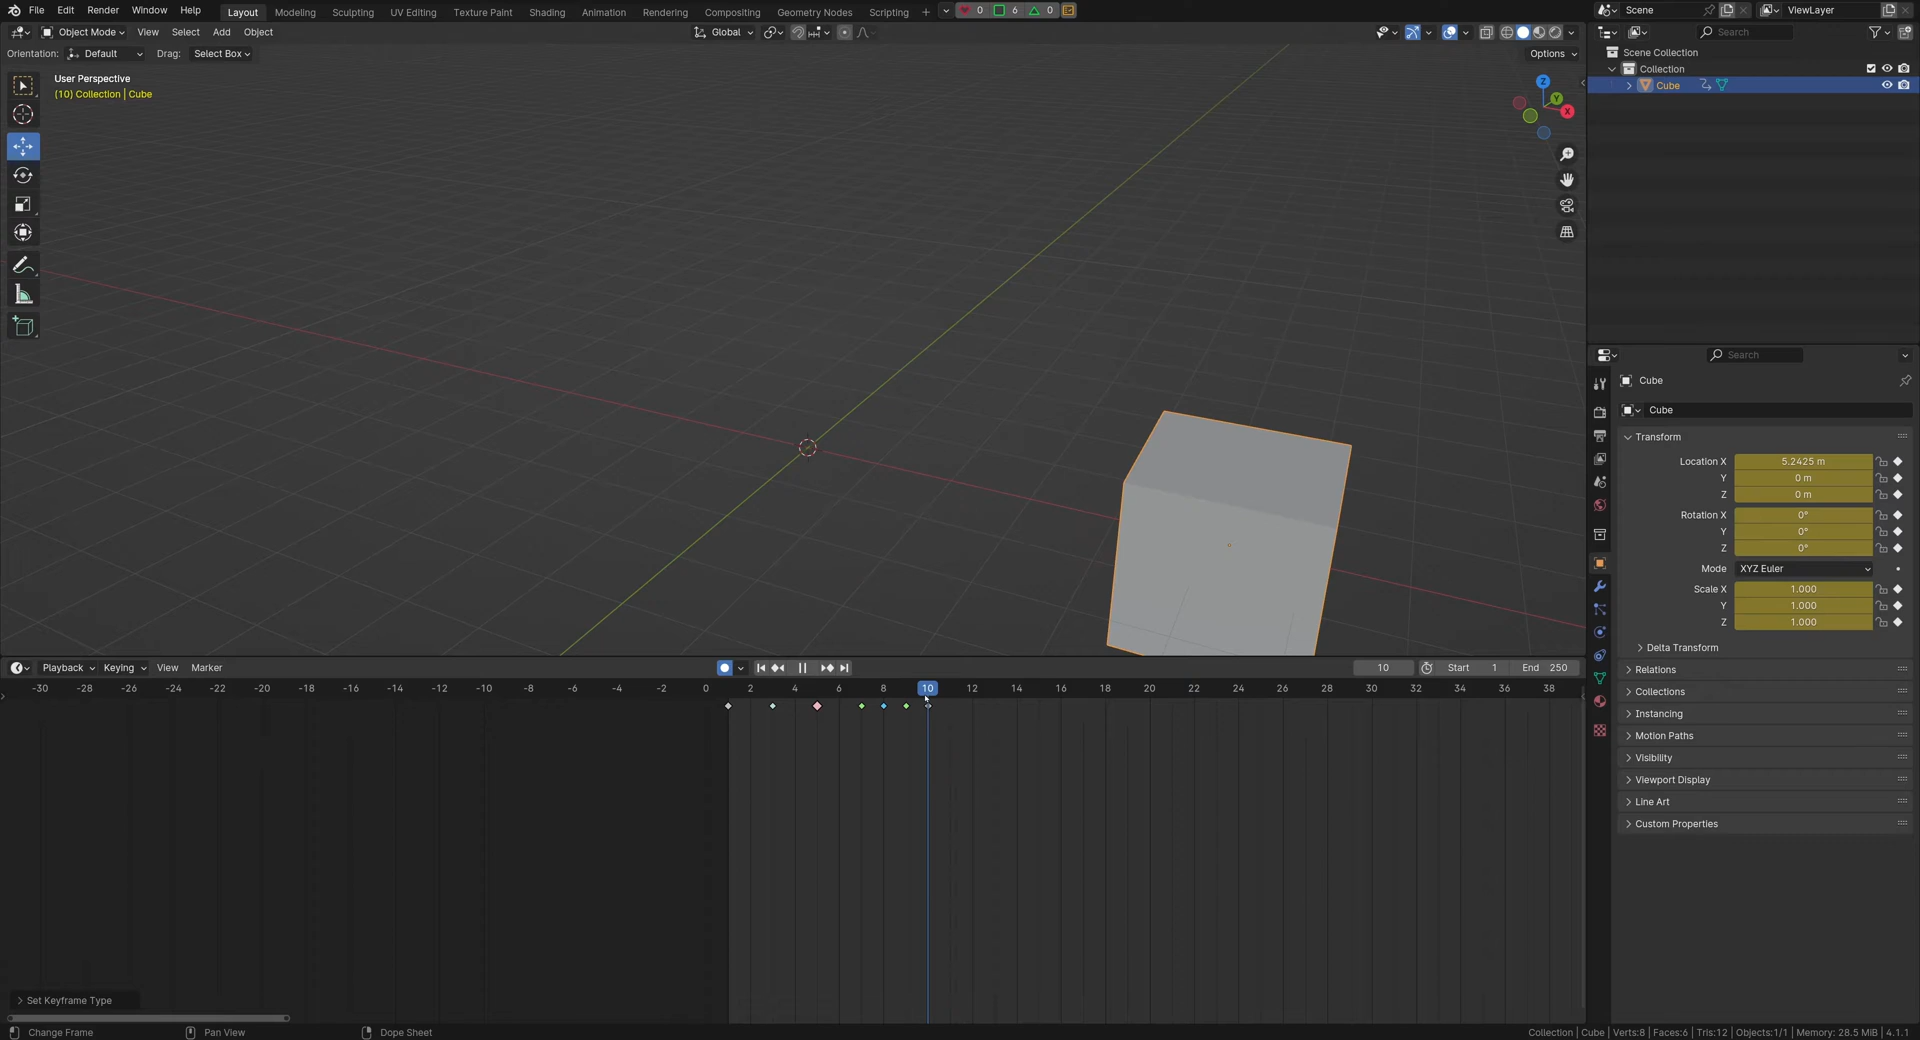 File Edit Render Window Help Layout Modeling Sculpting UV Editing Texture Paint Shading Animation Rendering Compositing Geometry Nodes Scripting + 0 6 0 Scene ViewLayer
Object Mode View Select Add Object Global Search
Orientation: Default Drag: Select Box Options
User Perspective
(10) Collection | Cube
Z
Y
X
Scene Collection
Collection
Cube
Search
Cube
Cube
Transform
Location X 5.2425 m
Y 0 m
Z 0 m
Rotation X 0°
Y 0°
Z 0°
Mode XYZ Euler
Scale X 1.000
Y 1.000
Z 1.000
Delta Transform
Relations
Collections
Instancing
Motion Paths
Visibility
Viewport Display
Line Art
Custom Properties
Playback Keying View Marker 10 Start 1 End 250
-30 -28 -26 -24 -22 -20 -18 -16 -14 -12 -10 -8 -6 -4 -2 0 2 4 6 8 10 12 14 16 18 20 22 24 26 28 30 32 34 36 38
Set Keyframe Type
Change Frame Pan View Dope Sheet Collection | Cube | Verts:8 | Faces:6 | Tris:12 | Objects:1/1 | Memory: 28.5 MiB | 4.1.1